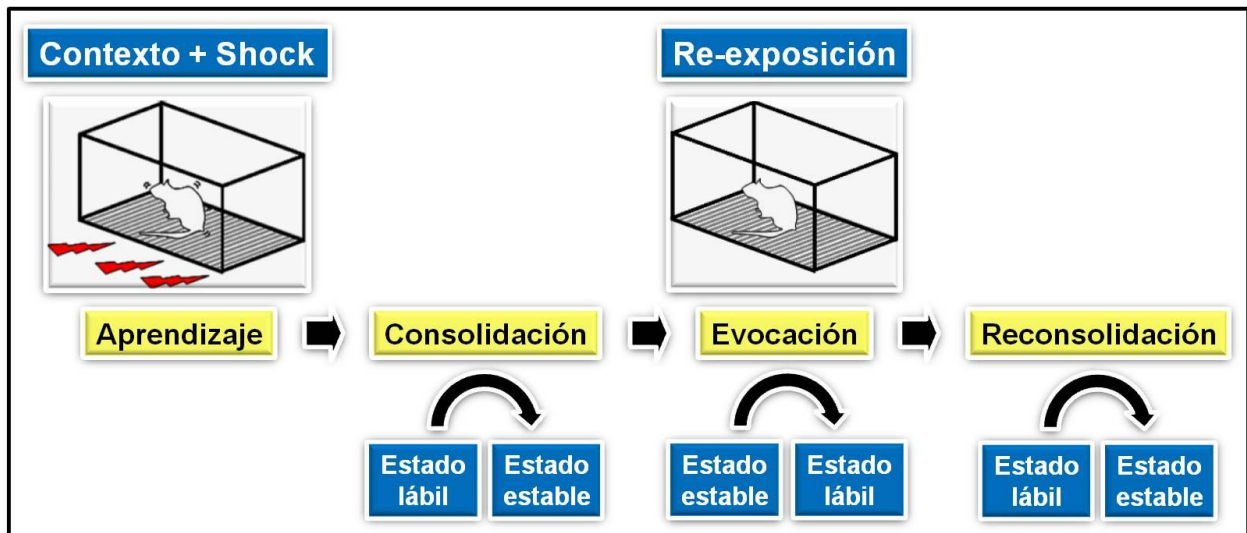 Contexto + Shock
Re-exposición
Aprendizaje
Consolidación
Evocación
Reconsolidación
Estado
lábil
Estado
estable
Estado
estable
Estado
lábil
Estado
lábil
Estado
estable